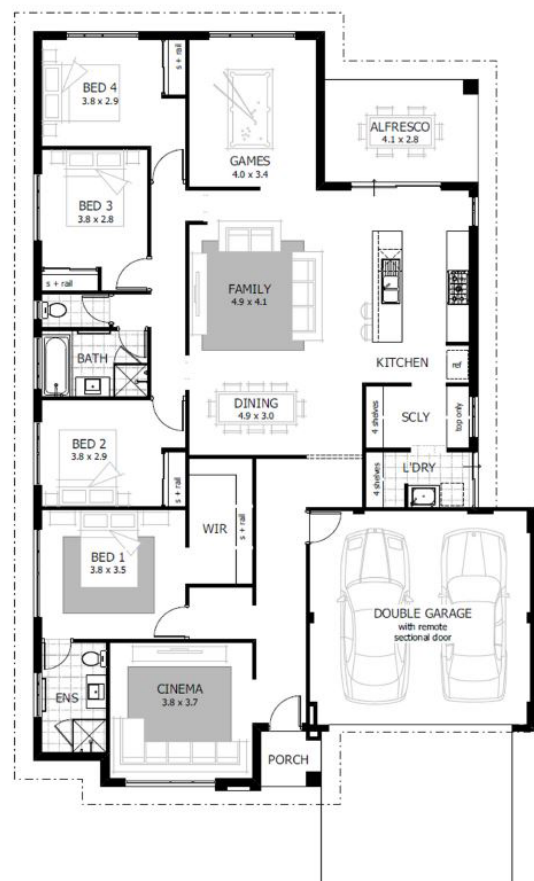 BED 4
3.8 x 2.9
s + rail
GAMES
4.0 x 3.4
ALFRESCO
4.1 x 2.8
BED 3
3.8 x 2.8
s + rail
FAMILY
4.9 x 4.1
BATH
KITCHEN
ref
DINING
4.9 x 3.0
4 shelves
SCLY
top only
BED 2
3.8 x 2.9
s + rail
4 shelves
L'DRY
WIR
s + rail
BED 1
3.8 x 3.5
DOUBLE GARAGE
with remote
sectional door
ENS
CINEMA
3.8 x 3.7
PORCH